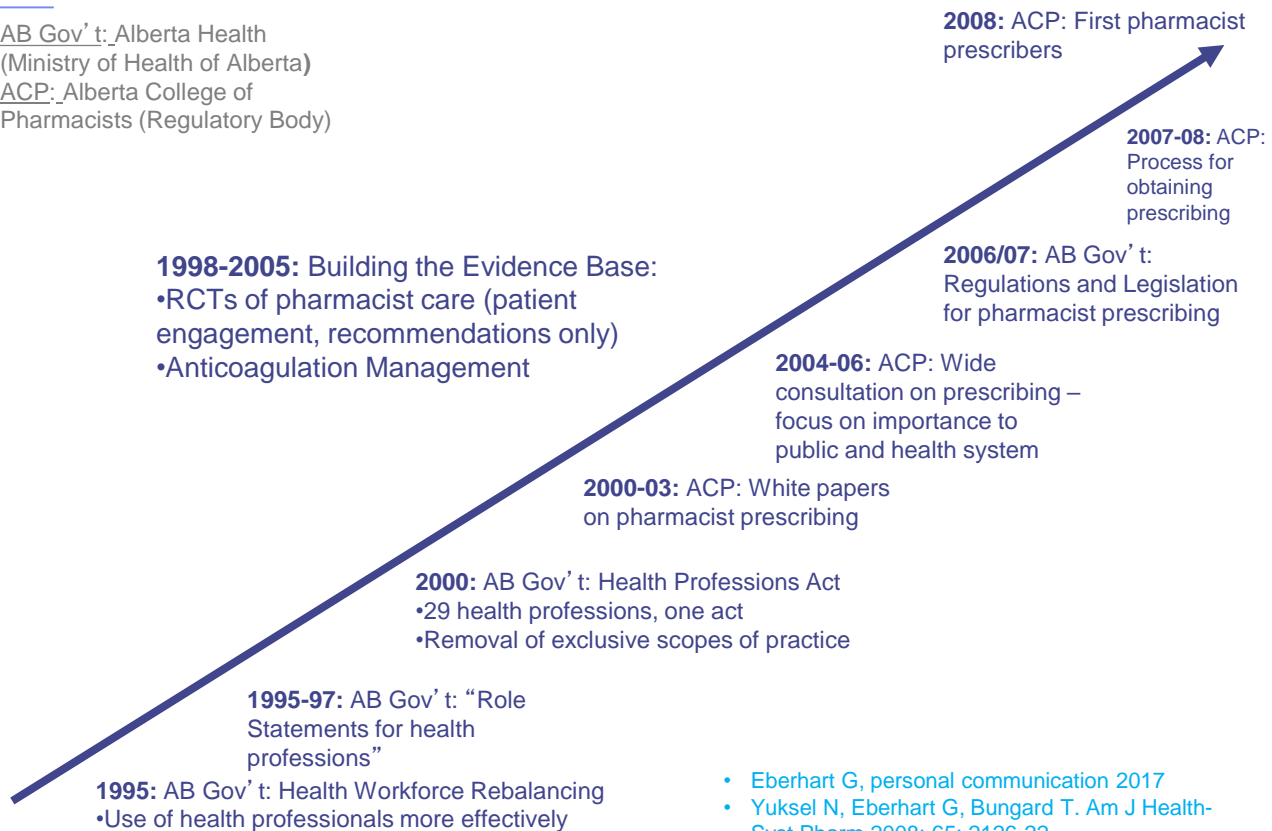 AB Gov’t: Alberta Health
(Ministry of Health of Alberta)
ACP: Alberta College of
Pharmacists (Regulatory Body)
2008: ACP: First pharmacist
prescribers
2007-08: ACP:
Process for
obtaining
prescribing
1998-2005: Building the Evidence Base:
•RCTs of pharmacist care (patient
engagement, recommendations only)
•Anticoagulation Management
2006/07: AB Gov’t:
Regulations and Legislation
for pharmacist prescribing
2004-06: ACP: Wide
consultation on prescribing –
focus on importance to
public and health system
2000-03: ACP: White papers
on pharmacist prescribing
2000: AB Gov’t: Health Professions Act
•29 health professions, one act
•Removal of exclusive scopes of practice
1995-97: AB Gov’t: “Role
Statements for health
professions”
1995: AB Gov’t: Health Workforce Rebalancing
•Use of health professionals more effectively
• Eberhart G, personal communication 2017
• Yuksel N, Eberhart G, Bungard T. Am J Health-
Syst Pharm 2008; 65: 2126-32